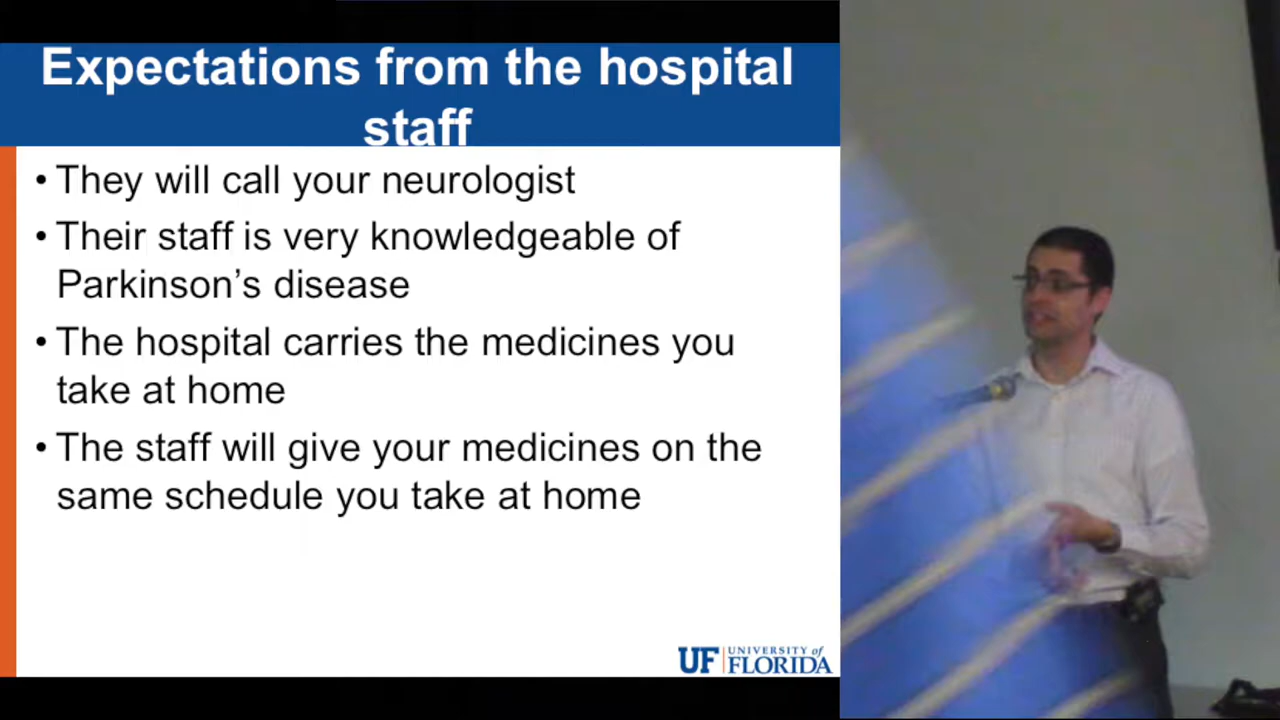 Expectations from the hospital
staff
• They will call your neurologist
• Their staff is very knowledgeable of
Parkinson’s disease
• The hospital carries the medicines you
take at home
• The staff will give your medicines on the
same schedule you take at home
UF UNIVERSITY of
FLORIDA